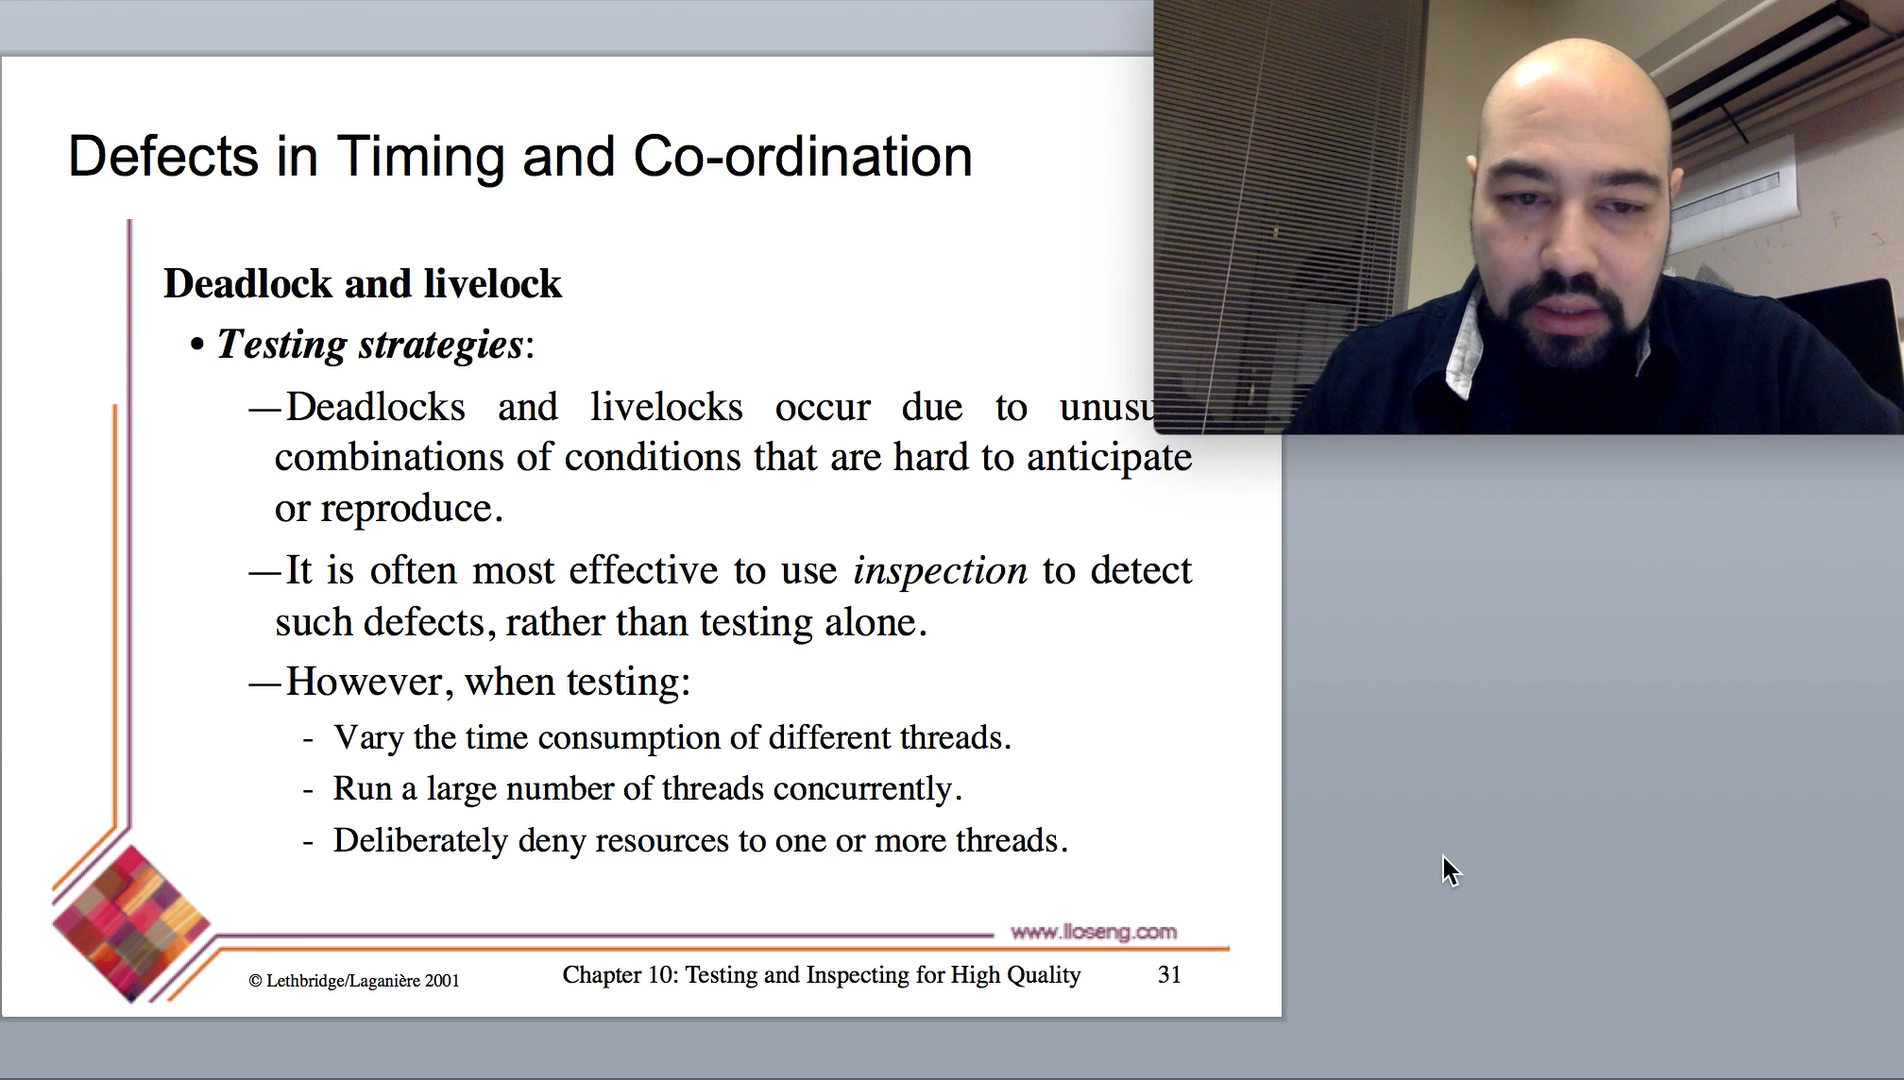 Defects in Timing and Co-ordination
Deadlock and livelock
• Testing strategies:
—Deadlocks and livelocks occur due to
combinations of conditions that are hard to anticipate
or reproduce.
—It is often most effective to use inspection to detect
such defects, rather than testing alone.
—However, when testing:
- Vary the time consumption of different threads.
- Run a large number of threads concurrently.
- Deliberately deny resources to one or more threads.
www.lloseng.com
© Lethbridge/Laganière 2001 Chapter 10: Testing and Inspecting for High Quality 31